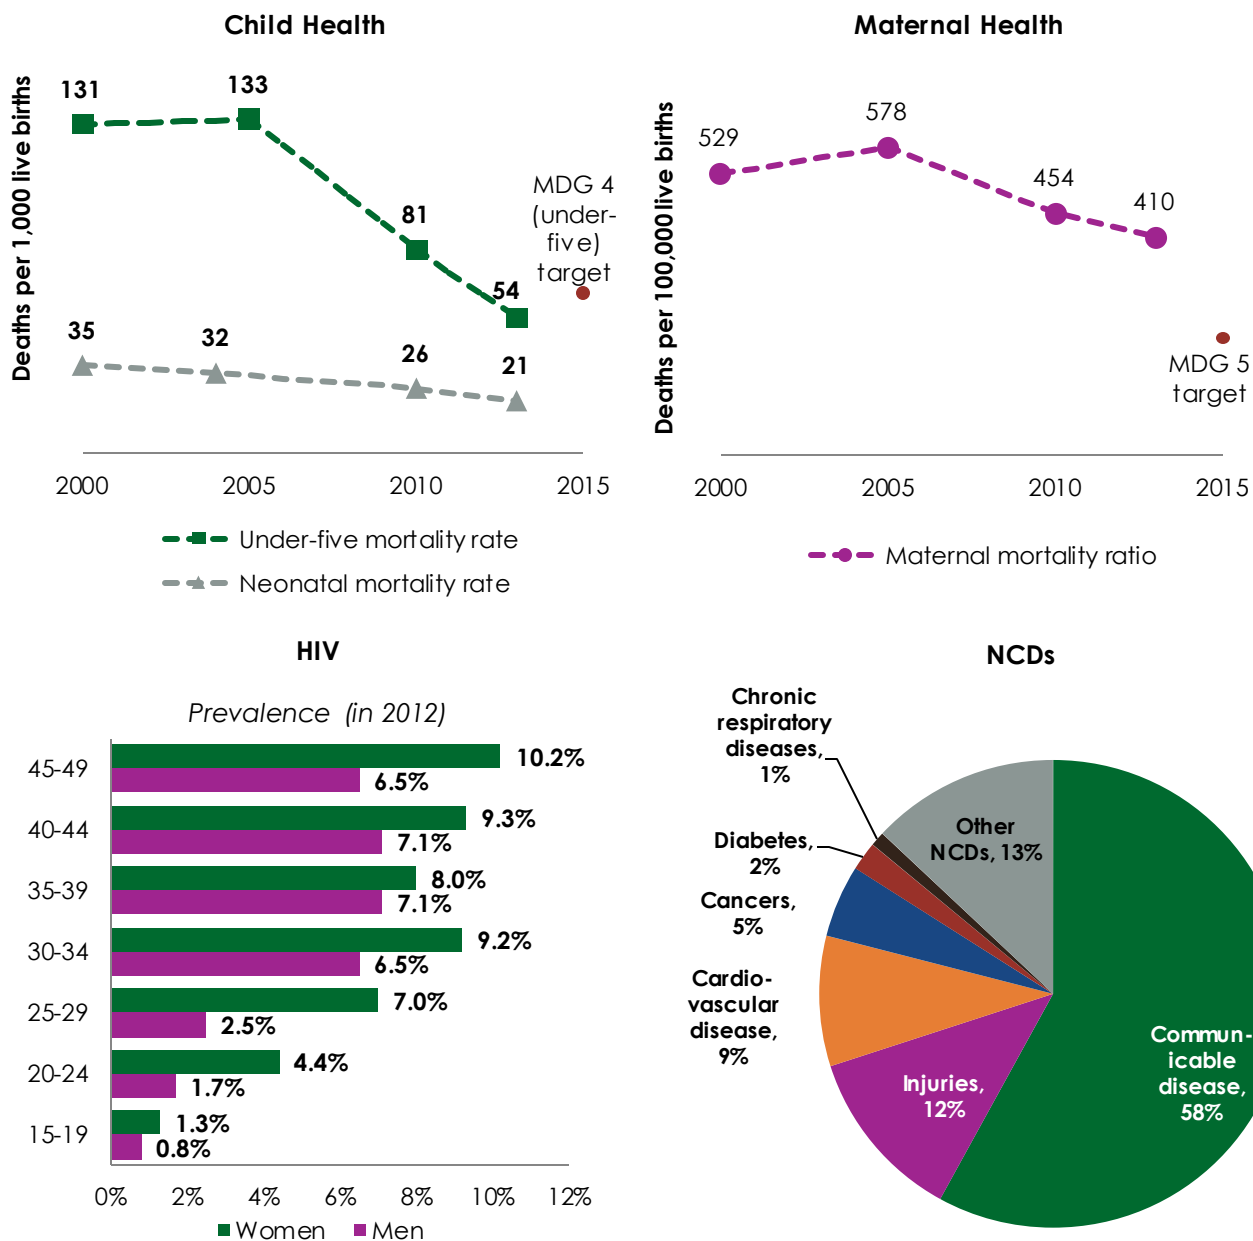 Child Health
Deaths per 1,000 live births
131
133
81
54
MDG 4
(under-
five)
target
35
32
26
21
2000
2005
2010
2015
Under-five mortality rate
Neonatal mortality rate
Maternal Health
Deaths per 100,000 live births
529
578
454
410
MDG 5
target
2000
2005
2010
2015
Maternal mortality ratio
HIV
Prevalence (in 2012)
45-49
10.2%
6.5%
40-44
9.3%
7.1%
35-39
8.0%
7.1%
30-34
9.2%
6.5%
25-29
7.0%
2.5%
20-24
4.4%
1.7%
15-19
1.3%
0.8%
0%
2%
4%
6%
8%
10%
12%
Women
Men
NCDs
Chronic
respiratory
diseases,
1%
Other
NCDs, 13%
Diabetes,
2%
Cancers,
5%
Cardio-
vascular
disease,
9%
Injuries,
12%
Commun-
icable
disease,
58%